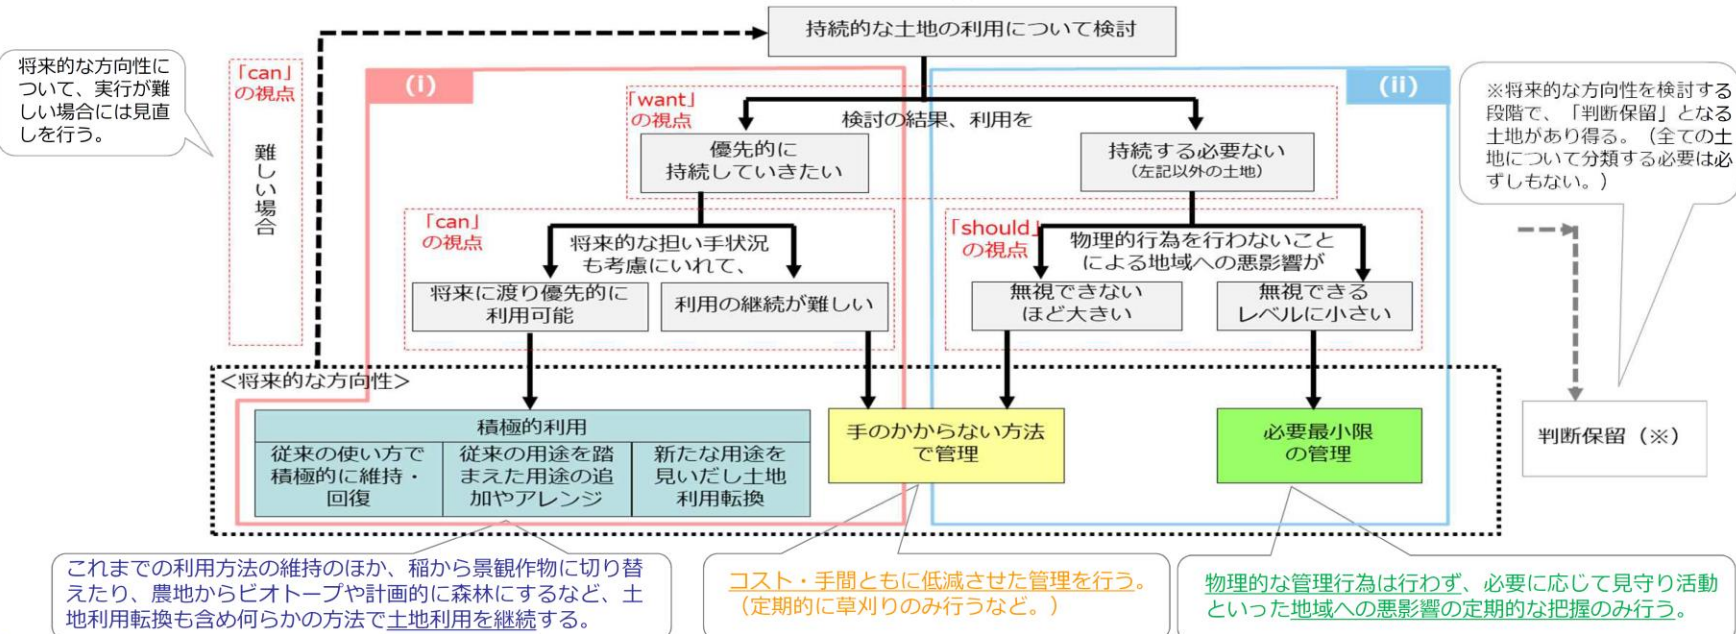 持続的な土地の利用について検討
将来的な方向性に
ついて、実行が難
しい場合には見直
しを行う。
「can」
の視点
難しい場合
(i)
(ii)
「want」
の視点
検討の結果、利用を
優先的に
持続していきたい
持続する必要ない
（左記以外の土地）
※将来的な方向性を検討する
段階で、「判断保留」となる
土地があり得る。（全ての土
地について分類する必要は必
ずしもない。）
「can」
の視点
将来的な担い手状況
も考慮にいれて、
「should」
の視点
物理的行為を行わないこと
による地域への悪影響が
将来に渡り優先的に
利用可能
利用の継続が難しい
無視できない
ほど大きい
無視できる
レベルに小さい
＜将来的な方向性＞
積極的利用
従来の使い方で
積極的に維持・
回復
従来の用途を踏
まえた用途の追
加やアレンジ
新たな用途を
見いだし土地
利用転換
手のかからない方法
で管理
必要最小限
の管理
判断保留（※）
これまでの利用方法の維持のほか、稲から景観作物に切り替
えたり、農地からビオトープや計画的に森林にするなど、土
地利用転換も含め何らかの方法で土地利用を継続する。
コスト・手間ともに低減させた管理を行う。
（定期的に草刈りのみ行うなど。）
物理的な管理行為は行わず、必要に応じて見守り活動
といった地域への悪影響の定期的な把握のみ行う。